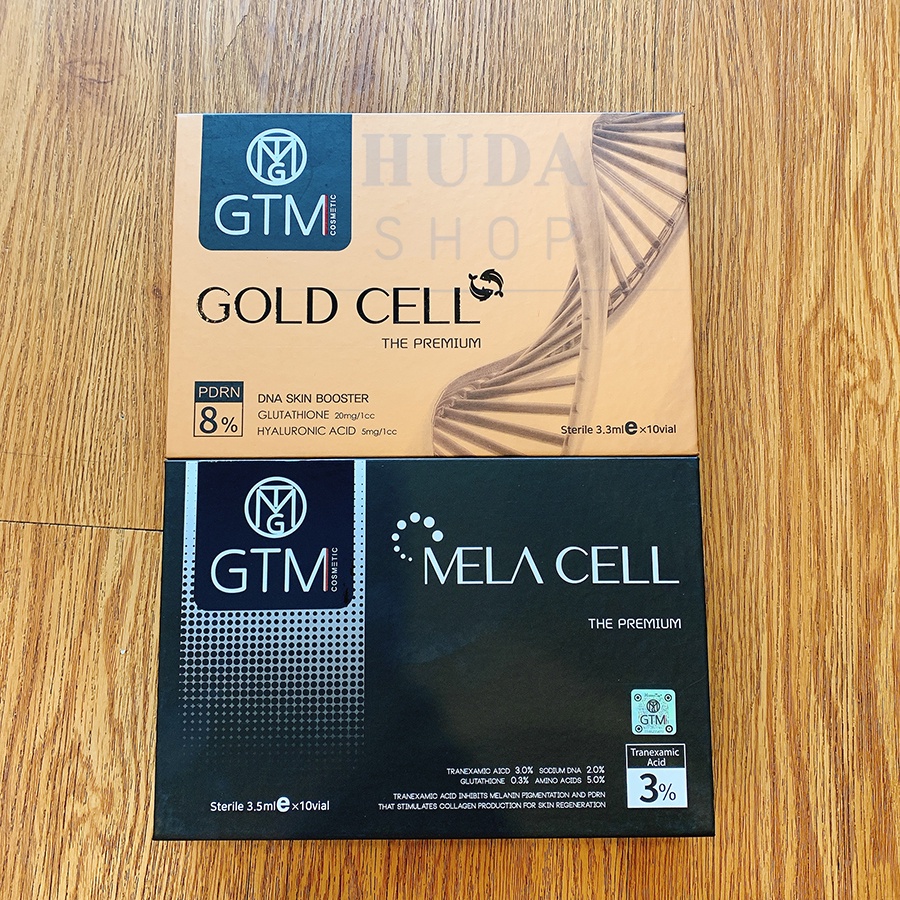 HUDA
SHOP
GTM COSMETIC
GOLD CELL
THE PREMIUM
PDRN
8%
DNA SKIN BOOSTER
GLUTATHIONE 20mg/1cc
HYALURONIC ACID 5mg/1cc
Sterile 3.3ml e ×10vial
GTM COSMETIC
MELA CELL
THE PREMIUM
GTM
Tranexamic
Acid
3%
TRANEXAMIC AICD 3.0% SODIUM DNA 2.0%
GLUTATHIONE 0.3% AMINO ACIDS 5.0%
TRANEXAMIC ACID INHIBITS MELANIN PIGMENTATION AND PDRN
THAT STIMULATES COLLAGEN PRODUCTION FOR SKIN REGENERATION
Sterile 3.5ml e ×10vial